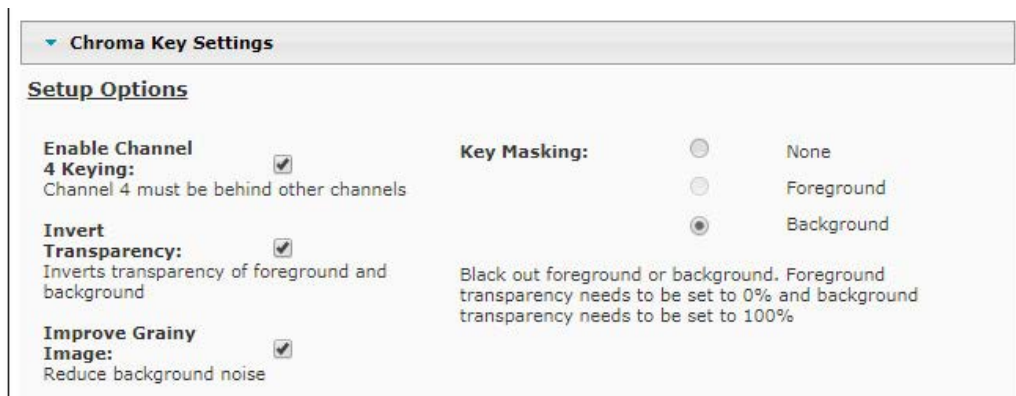 Chroma Key Settings
Setup Options
Enable Channel
4 Keying:
Channel 4 must be behind other channels
Invert
Transparency:
Inverts transparency of foreground and
background
Improve Grainy
Image:
Reduce background noise
Key Masking:
None
Foreground
Background
Black out foreground or background. Foreground
transparency needs to be set to 0% and background
transparency needs to be set to 100%